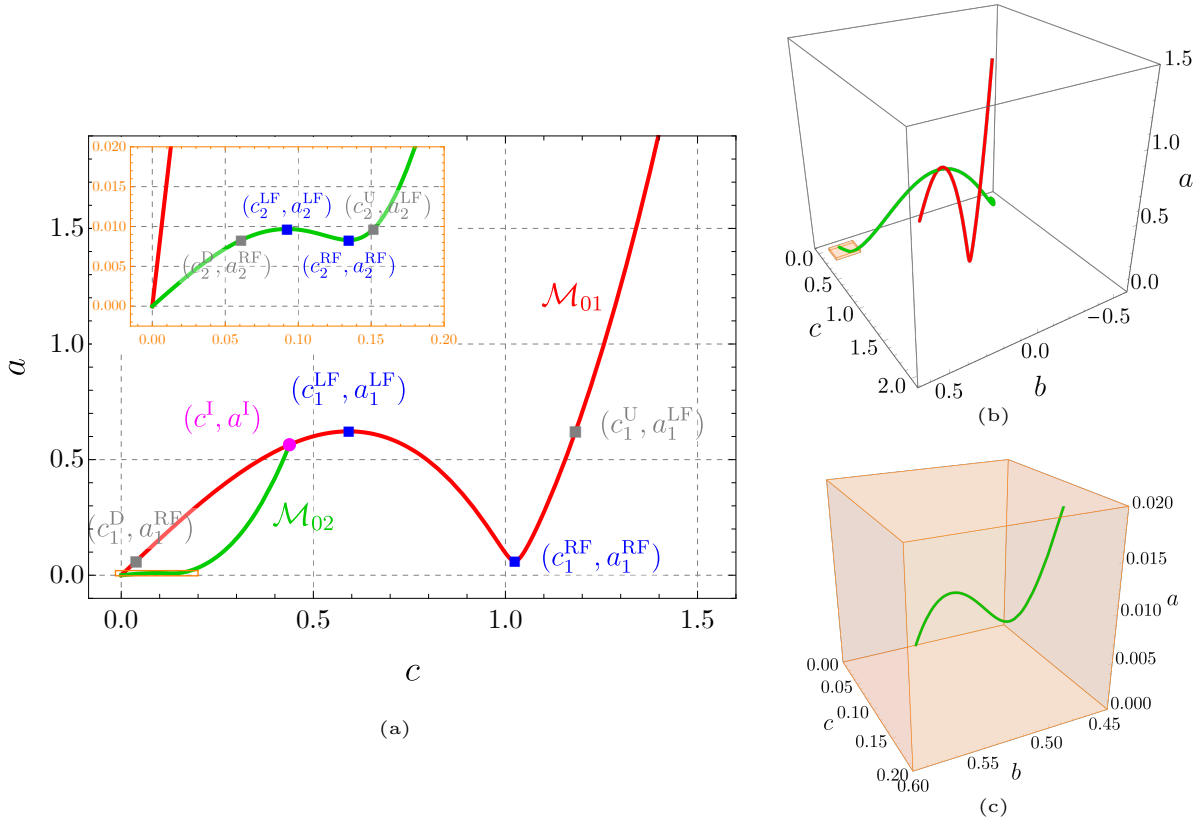 0.020
0.015
0.010
0.005
0.000
0.00 0.05 0.10 0.15 0.20
(c_2^LF, a_2^LF)
(c_2^U, a_2^LF)
(c_2^D, a_2^RF)
(c_2^RF, a_2^RF)
M_01
(c_1^LF, a_1^LF)
(c^I, a^I)
(c_1^U, a_1^LF)
M_02
(c_1^D, a_1^RF)
(c_1^RF, a_1^RF)
1.5
1.0
0.5
0.0
a
0.0 0.5 1.0 1.5
c
(a)
1.5
1.0
a
0.5
0.0
0.0
0.5
1.0
1.5
2.0
c
0.5
0.0
−0.5
b
(b)
0.020
0.015
0.010
a
0.005
0.000
0.00
0.05
0.10
0.15
0.20
c
0.60
0.55
0.50
0.45
b
(c)